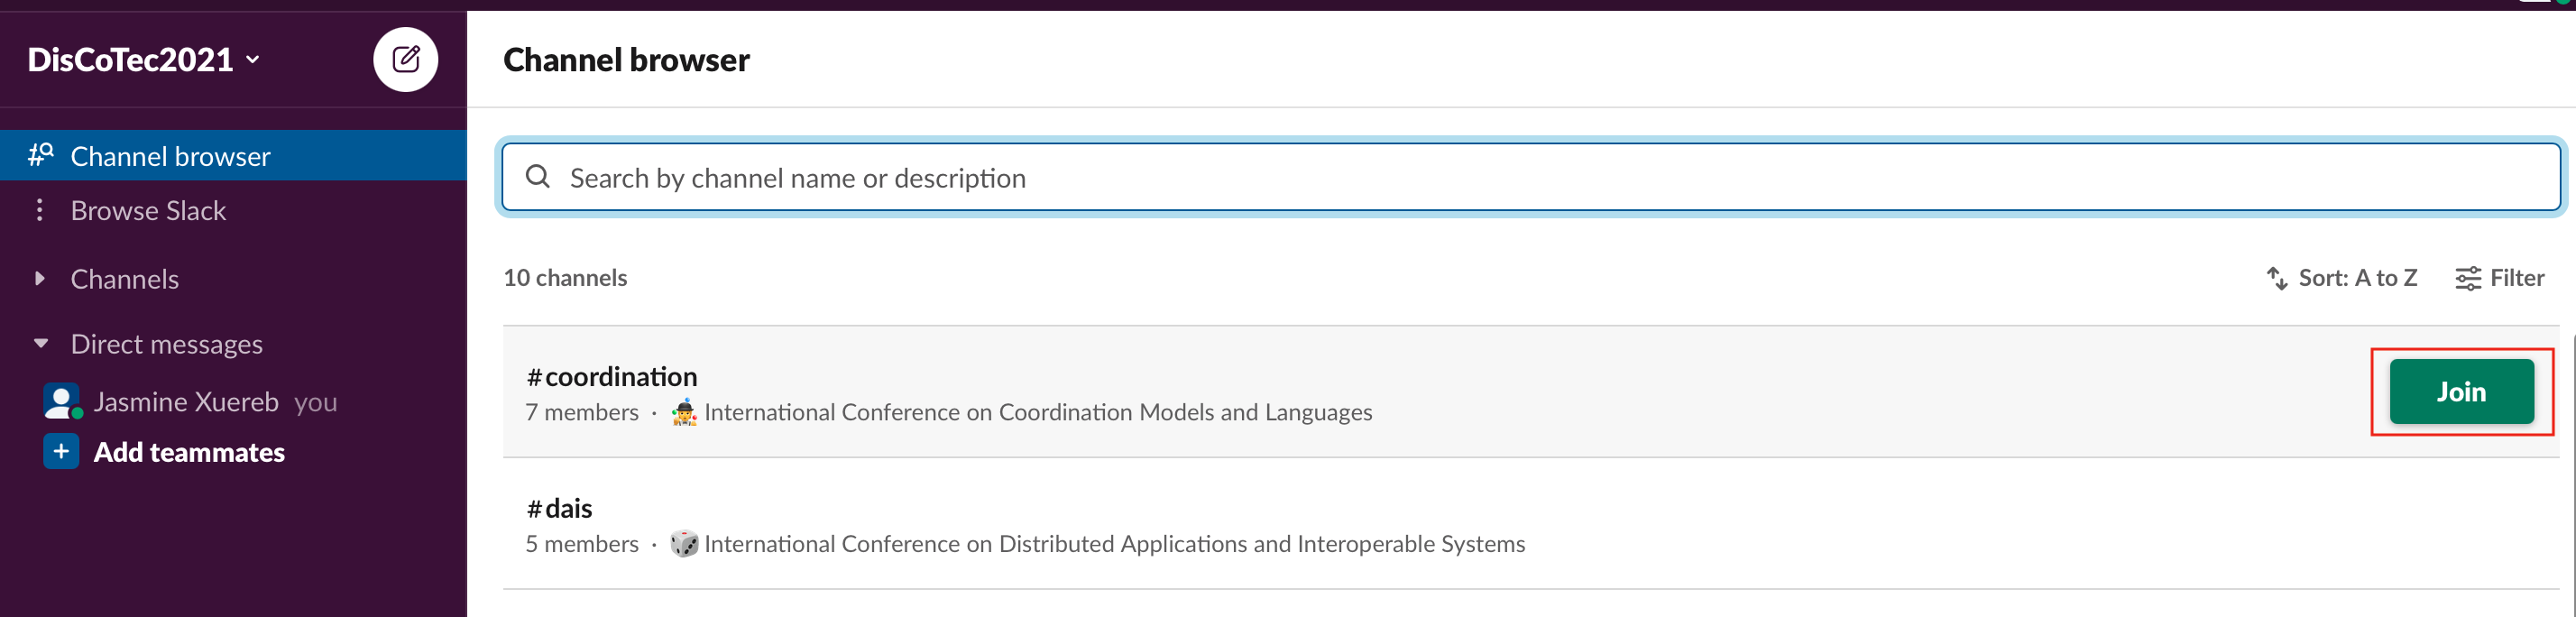 DisCoTec2021
Channel browser
Browse Slack
Channels
Direct messages
Jasmine Xuereb you
Add teammates
Channel browser
Search by channel name or description
10 channels
Sort: A to Z
Filter
#coordination
7 members · International Conference on Coordination Models and Languages
Join
#dais
5 members · International Conference on Distributed Applications and Interoperable Systems